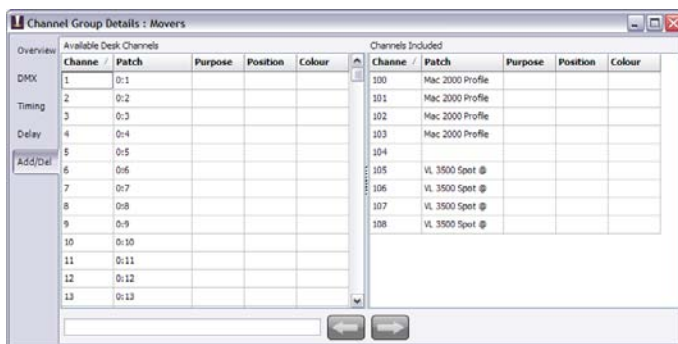 Channel Group Details : Movers
Overview
DMX
Timing
Delay
Add/Del
Available Desk Channels
Channe / Patch Purpose Position Colour
1 0:1
2 0:2
3 0:3
4 0:4
5 0:5
6 0:6
7 0:7
8 0:8
9 0:9
10 0:10
11 0:11
12 0:12
13 0:13
Channels Included
Channe / Patch Purpose Position Colour
100 Mac 2000 Profile
101 Mac 2000 Profile
102 Mac 2000 Profile
103 Mac 2000 Profile
104
105 VL 3500 Spot @
106 VL 3500 Spot @
107 VL 3500 Spot @
108 VL 3500 Spot @